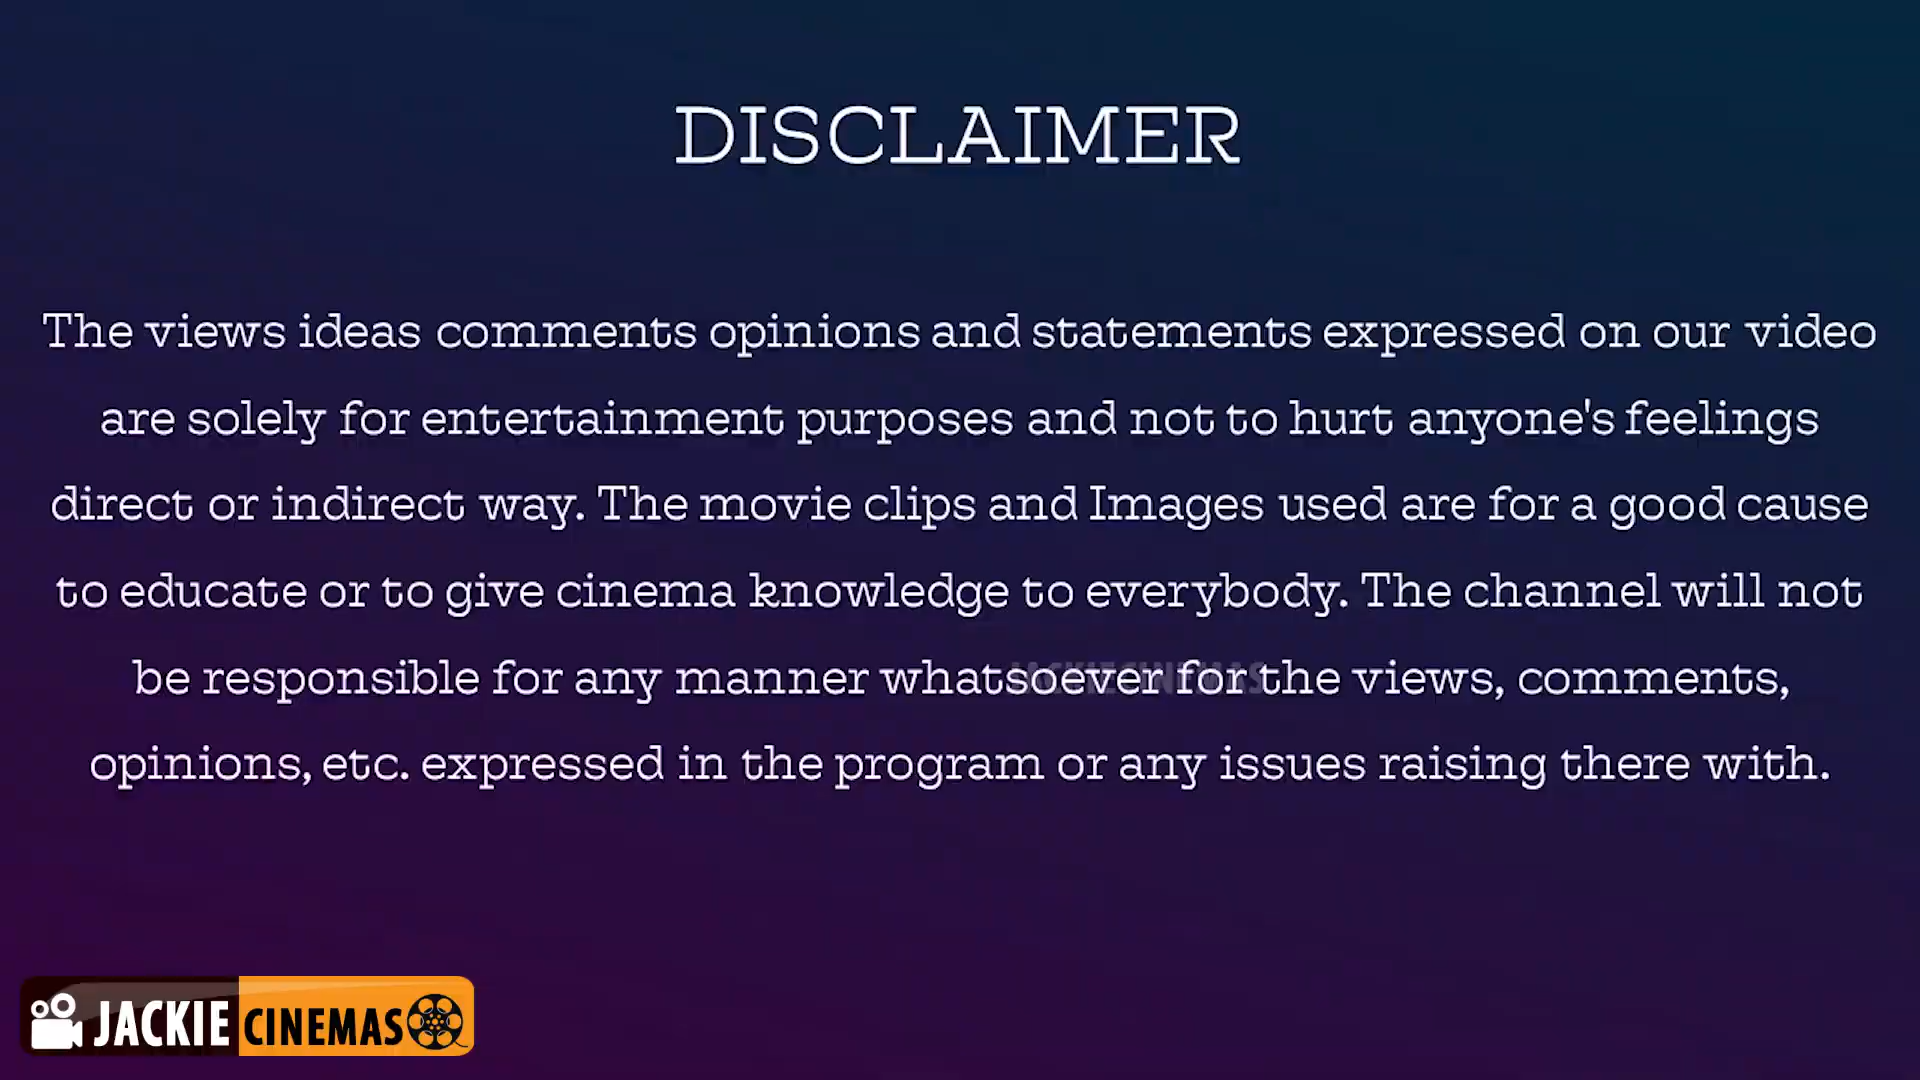 DISCLAIMER
The views ideas comments opinions and statements expressed on our video
are solely for entertainment purposes and not to hurt anyone's feelings
direct or indirect way. The movie clips and Images used are for a good cause
to educate or to give cinema knowledge to everybody. The channel will not
be responsible for any manner whatsoever for the views, comments,
opinions, etc. expressed in the program or any issues raising there with.
JACKIECINEMAS
JACKIE CINEMAS